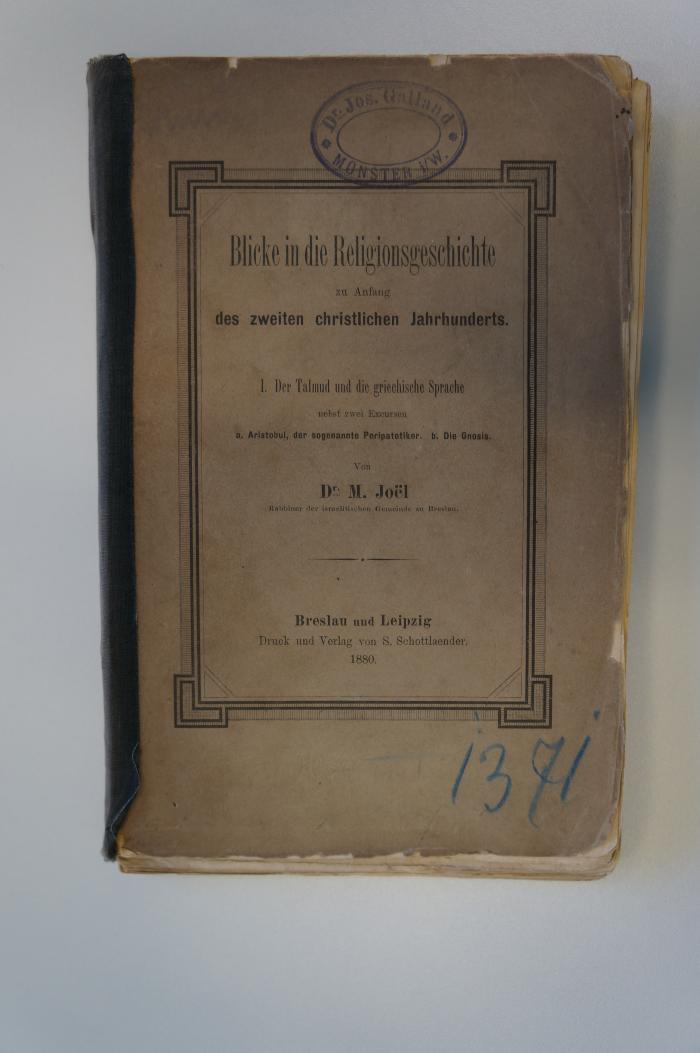 Dr. Jos. Galland
MÜNSTER i/W.
Blicke in die Religionsgeschichte
zu Anfang
des zweiten christlichen Jahrhunderts.
I. Der Talmud und die griechische Sprache
nebst zwei Excursen
a. Aristobul, der sogenannte Peripatetiker. b. Die Gnosis.
Von
Dr. M. Joël
Rabbiner der israelitischen Gemeinde zu Breslau.
Breslau und Leipzig
Druck und Verlag von S. Schottlaender.
1880.
1371